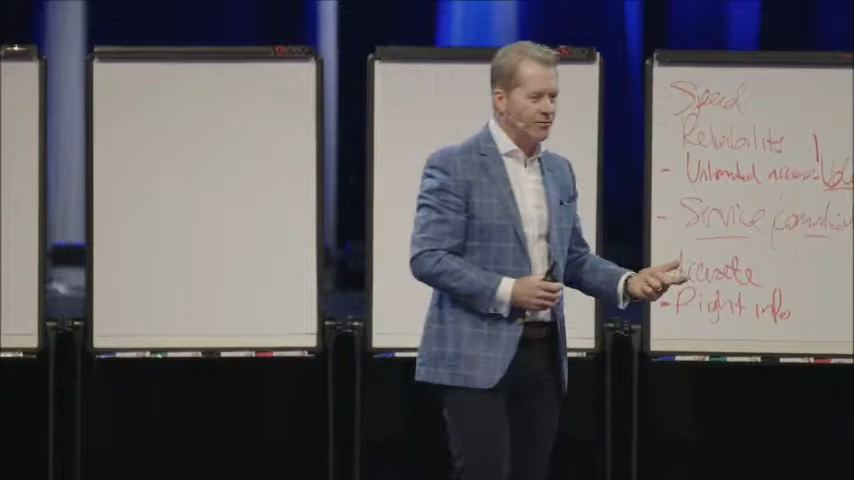 Speed
Reliability
- Unlimited access
- Service
Accurate
- Right info